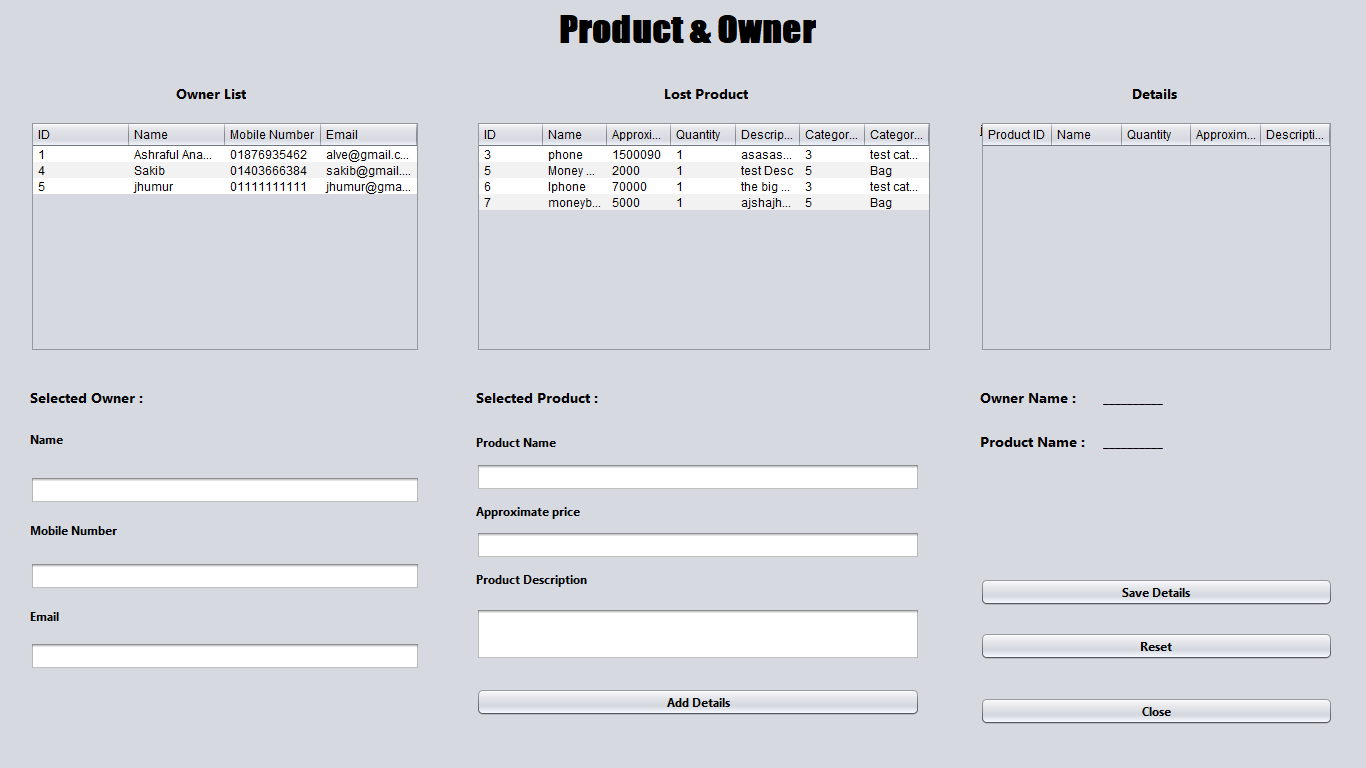 Product & Owner
Owner List
ID Name Mobile Number Email
1 Ashraful Ana... 01876935462 alve@gmail.c...
4 Sakib 01403666384 sakib@gmail....
5 jhumur 01111111111 jhumur@gma...
Selected Owner :
Name
Mobile Number
Email
Lost Product
ID Name Approxi... Quantity Descrip... Categor... Categor...
3 phone 1500090 1 asasas... 3 test cat...
5 Money ... 2000 1 test Desc 5 Bag
6 Iphone 70000 1 the big ... 3 test cat...
7 moneyb... 5000 1 ajshajh... 5 Bag
Selected Product :
Product Name
Approximate price
Product Description
Add Details
Details
Product ID Name Quantity Approxim... Descripti...
Owner Name : __________
Product Name : __________
Save Details
Reset
Close